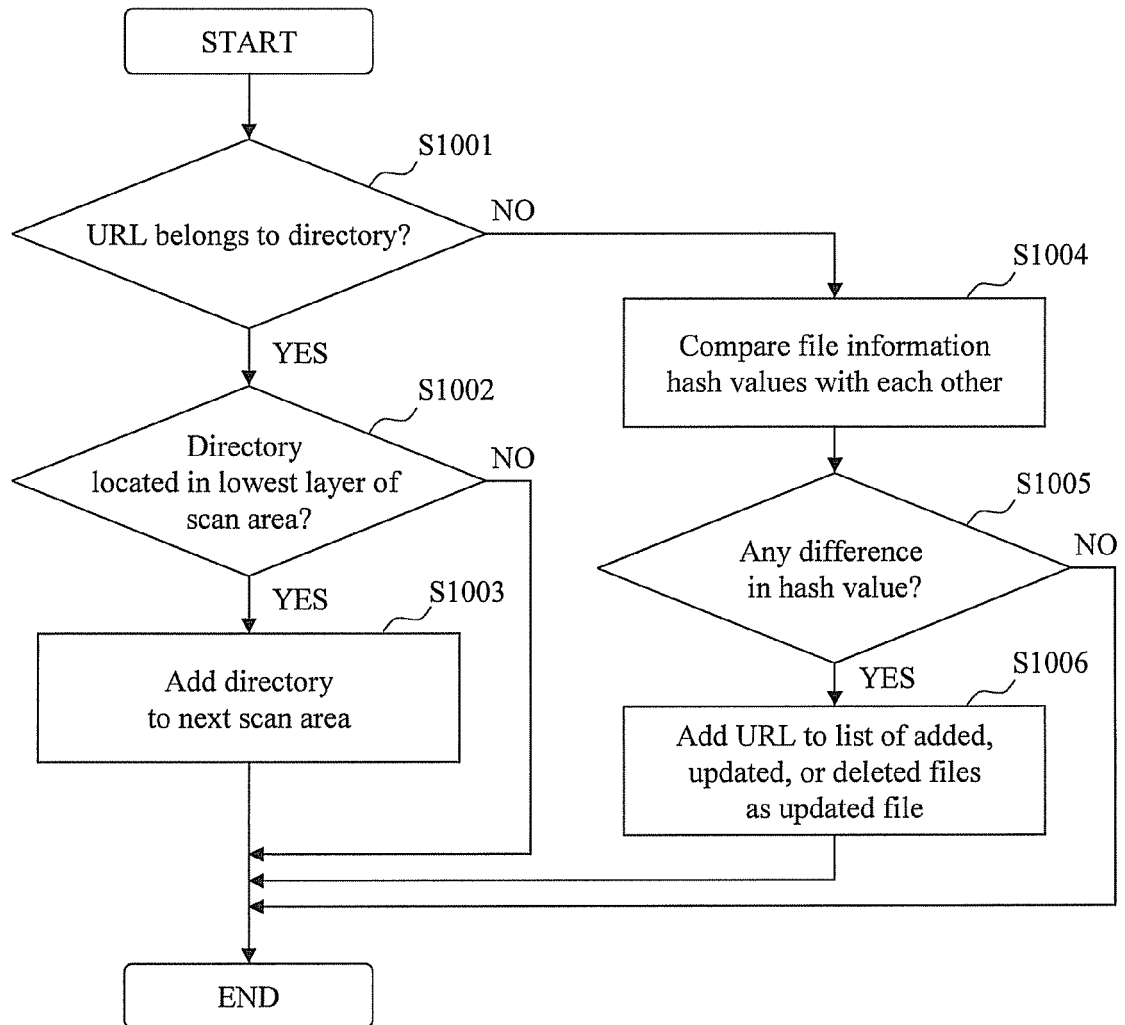 START
S1001
URL belongs to directory?
NO
YES
S1002
Directory
located in lowest layer of
scan area?
NO
YES
S1003
Add directory
to next scan area
S1004
Compare file information
hash values with each other
S1005
Any difference
in hash value?
NO
YES
S1006
Add URL to list of added,
updated, or deleted files
as updated file
END